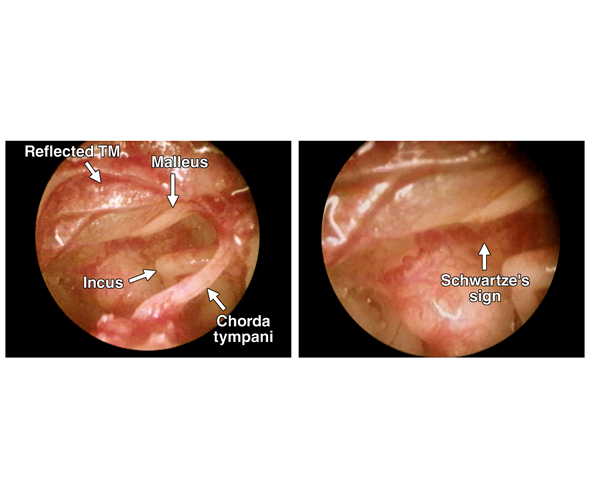 Reflected TM
Malleus
Incus
Chorda
tympani
Schwartze's
sign